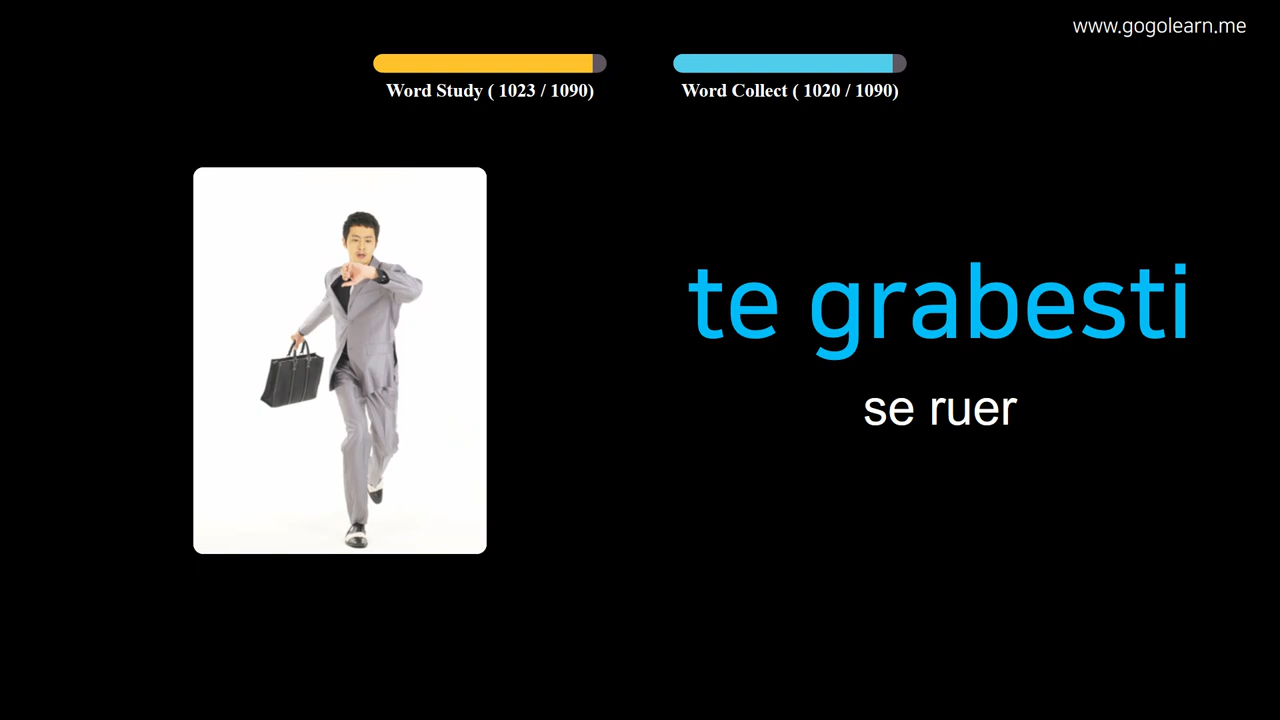 www.gogolearn.me
Word Study ( 1023 / 1090)
Word Collect ( 1020 / 1090)
te grabesti
se ruer